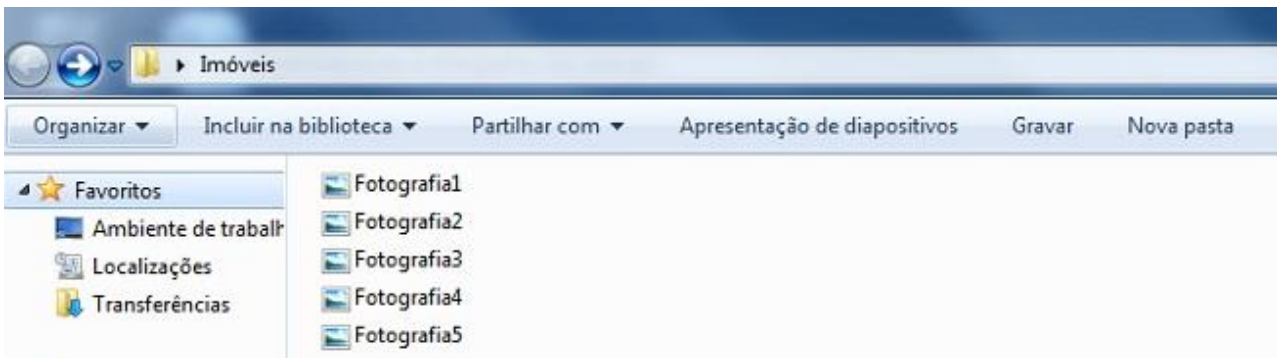 Imóveis
Organizar Incluir na biblioteca Partilhar com Apresentação de diapositivos Gravar Nova pasta
Favoritos
Ambiente de trabalh
Localizações
Transferências
Fotografia1
Fotografia2
Fotografia3
Fotografia4
Fotografia5